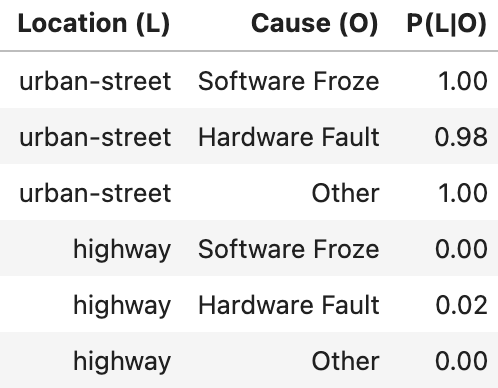 Location (L) Cause (O) P(L|O)
urban-street Software Froze 1.00
urban-street Hardware Fault 0.98
urban-street Other 1.00
highway Software Froze 0.00
highway Hardware Fault 0.02
highway Other 0.00